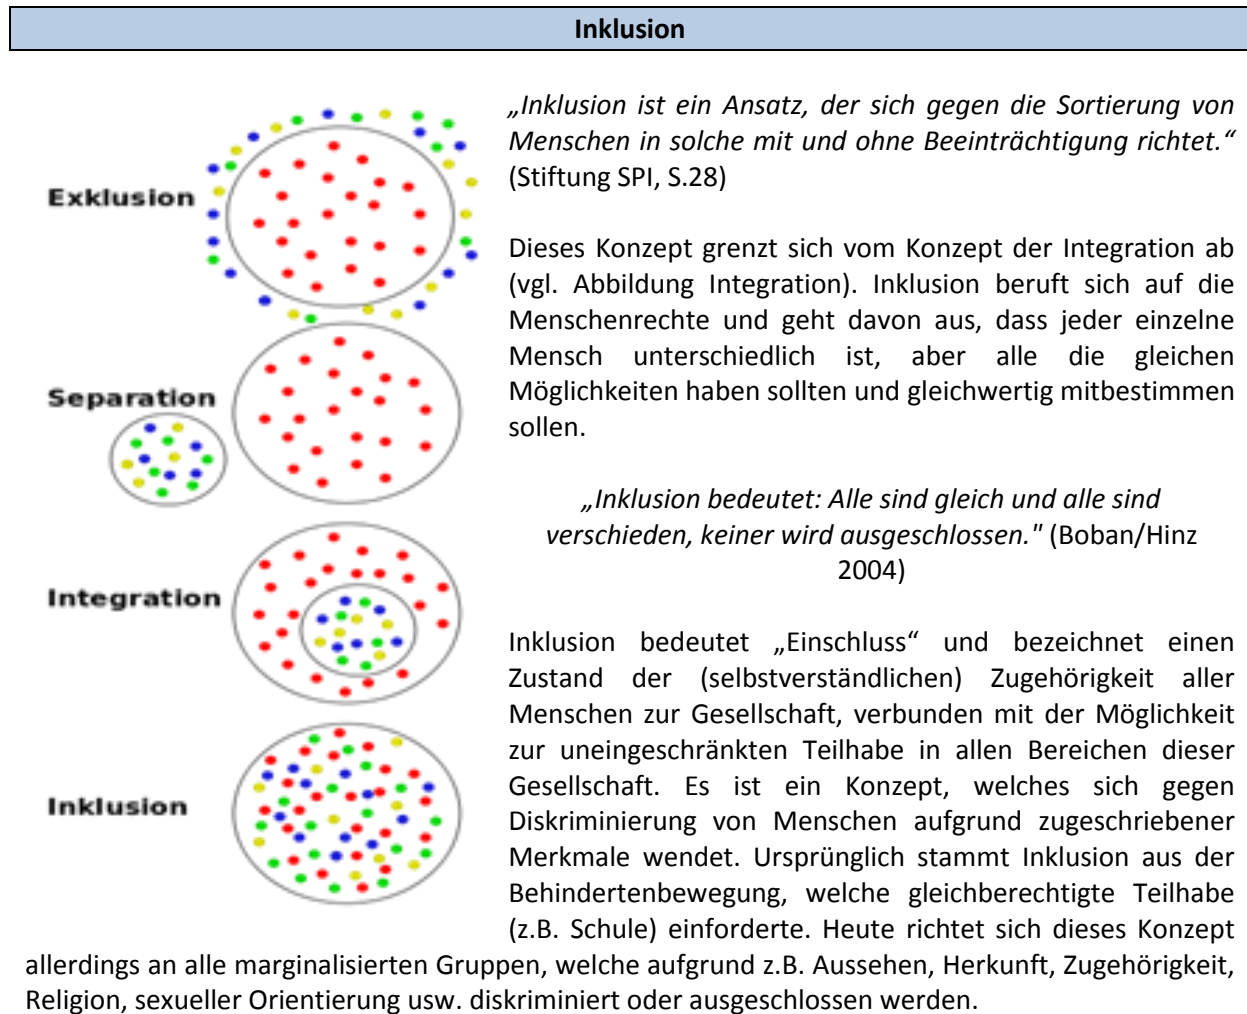 Inklusion
Exklusion
Separation
Integration
Inklusion
„Inklusion ist ein Ansatz, der sich gegen die Sortierung von
Menschen in solche mit und ohne Beeinträchtigung richtet.“
(Stiftung SPI, S.28)
Dieses Konzept grenzt sich vom Konzept der Integration ab
(vgl. Abbildung Integration). Inklusion beruft sich auf die
Menschenrechte und geht davon aus, dass jeder einzelne
Mensch unterschiedlich ist, aber alle die gleichen
Möglichkeiten haben sollten und gleichwertig mitbestimmen
sollen.
„Inklusion bedeutet: Alle sind gleich und alle sind
verschieden, keiner wird ausgeschlossen." (Boban/Hinz
2004)
Inklusion bedeutet „Einschluss“ und bezeichnet einen
Zustand der (selbstverständlichen) Zugehörigkeit aller
Menschen zur Gesellschaft, verbunden mit der Möglichkeit
zur uneingeschränkten Teilhabe in allen Bereichen dieser
Gesellschaft. Es ist ein Konzept, welches sich gegen
Diskriminierung von Menschen aufgrund zugeschriebener
Merkmale wendet. Ursprünglich stammt Inklusion aus der
Behindertenbewegung, welche gleichberechtigte Teilhabe
(z.B. Schule) einforderte. Heute richtet sich dieses Konzept
allerdings an alle marginalisierten Gruppen, welche aufgrund z.B. Aussehen, Herkunft, Zugehörigkeit,
Religion, sexueller Orientierung usw. diskriminiert oder ausgeschlossen werden.